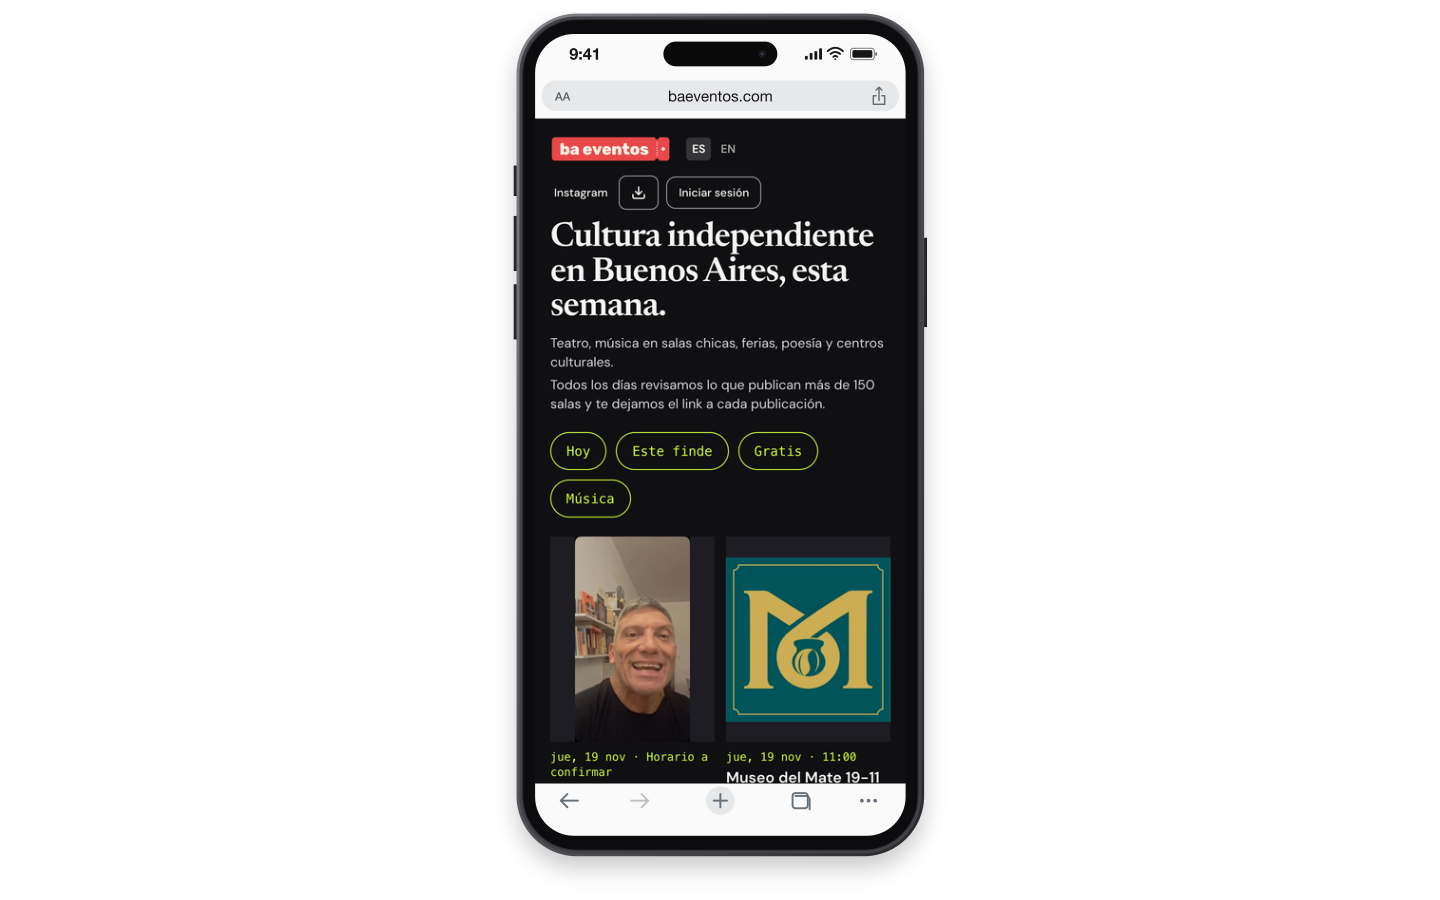 9:41
AA
baeventos.com
ba eventos
ES
EN
Instagram
Iniciar sesión
Cultura independiente
en Buenos Aires, esta
semana.
Teatro, música en salas chicas, ferias, poesía y centros
culturales.
Todos los días revisamos lo que publican más de 150
salas y te dejamos el link a cada publicación.
Hoy
Este finde
Gratis
Música
jue, 19 nov · Horario a
confirmar
jue, 19 nov · 11:00
Museo del Mate 19-11